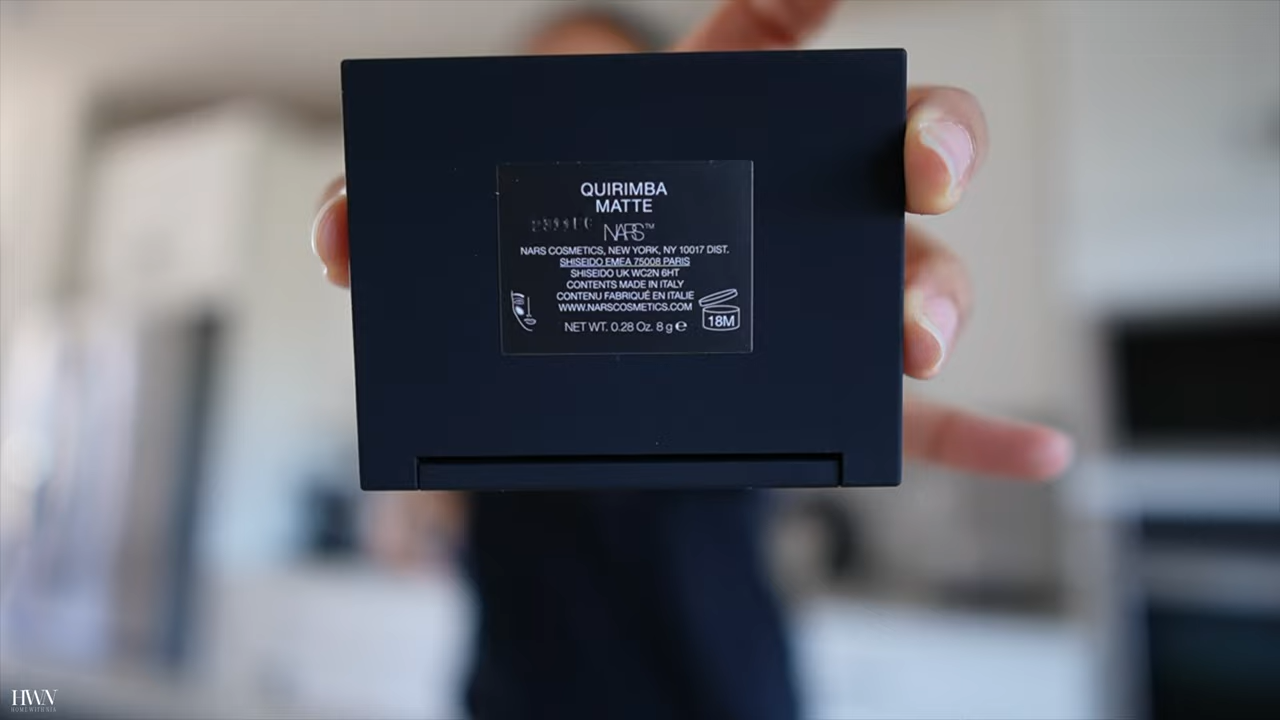 QUIRIMBA
MATTE
NARS™
NARS COSMETICS, NEW YORK, NY 10017 DIST.
SHISEIDO EMEA 75008 PARIS
SHISEIDO UK WC2N 6HT
CONTENTS MADE IN ITALY
CONTENU FABRIQUÉ EN ITALIE
WWW.NARSCOSMETICS.COM
NET WT. 0.28 Oz. 8 g e
18M
HWN